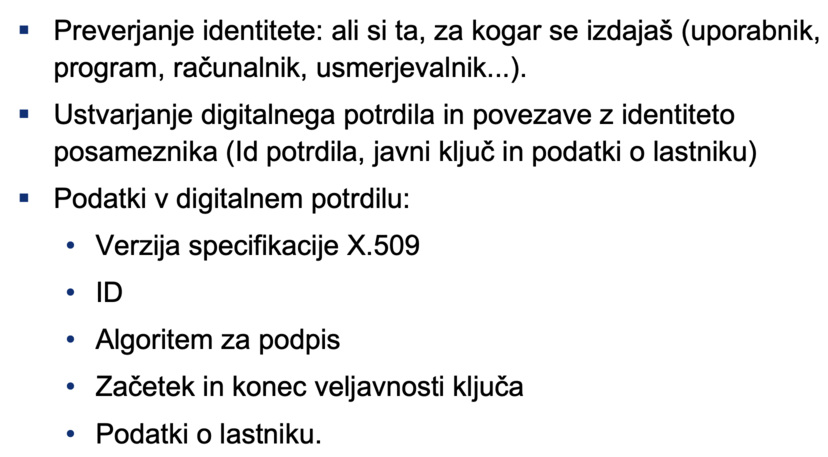 ▪ Preverjanje identitete: ali si ta, za kogar se izdajaš (uporabnik,
program, računalnik, usmerjevalnik...).
▪ Ustvarjanje digitalnega potrdila in povezave z identiteto
posameznika (Id potrdila, javni ključ in podatki o lastniku)
▪ Podatki v digitalnem potrdilu:
• Verzija specifikacije X.509
• ID
• Algoritem za podpis
• Začetek in konec veljavnosti ključa
• Podatki o lastniku.